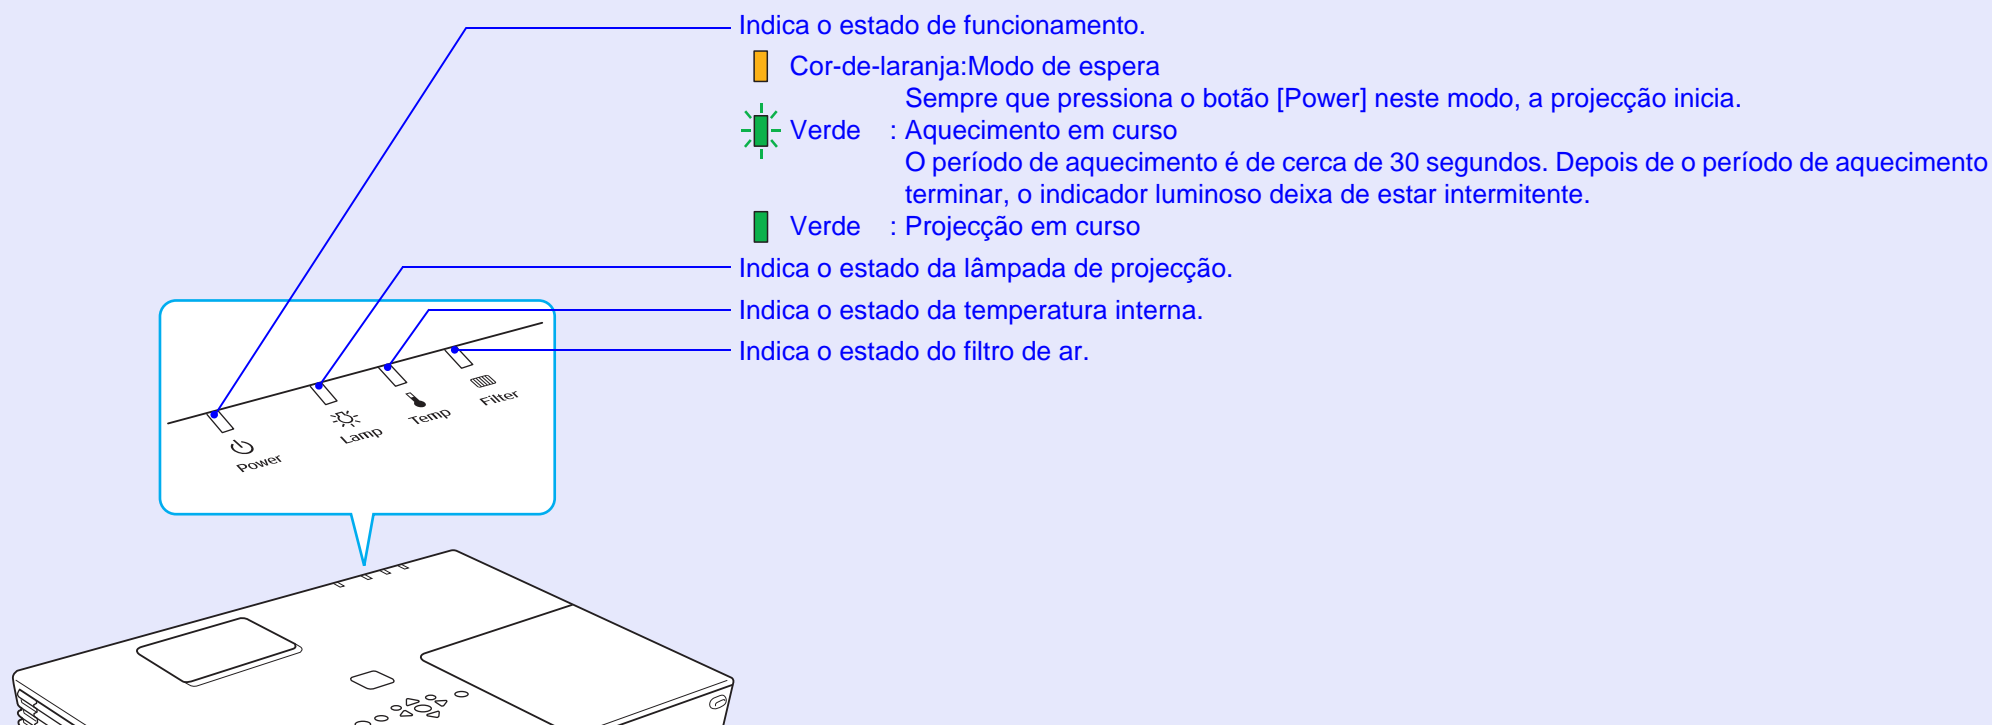 Indica o estado de funcionamento.
Cor-de-laranja:Modo de espera
Sempre que pressiona o botão [Power] neste modo, a projecção inicia.
Verde : Aquecimento em curso
O período de aquecimento é de cerca de 30 segundos. Depois de o período de aquecimento
terminar, o indicador luminoso deixa de estar intermitente.
Verde : Projecção em curso
Indica o estado da lâmpada de projecção.
Indica o estado da temperatura interna.
Indica o estado do filtro de ar.
Power
Lamp
Temp
Filter